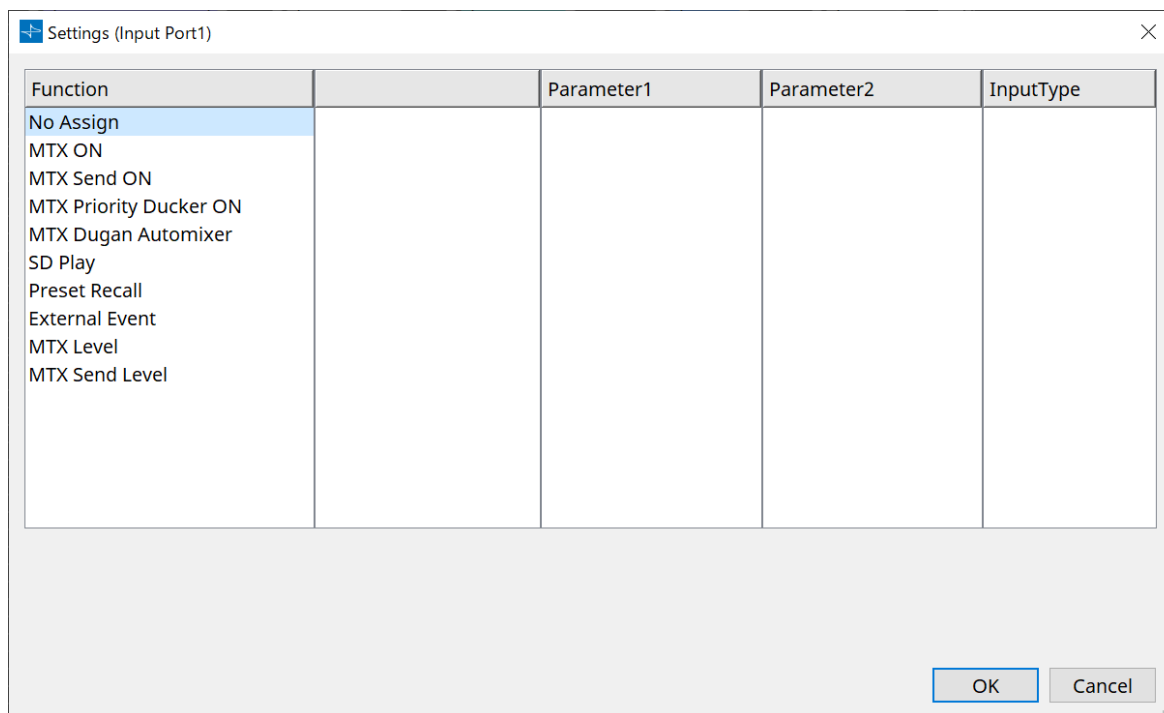 Settings (Input Port1)
Function Parameter1 Parameter2 InputType
No Assign
MTX ON
MTX Send ON
MTX Priority Ducker ON
MTX Dugan Automixer
SD Play
Preset Recall
External Event
MTX Level
MTX Send Level
OK Cancel